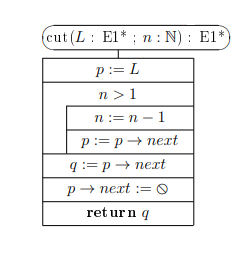 cut(L : E1* ; n : ℕ) : E1*
p := L
n > 1
n := n − 1
p := p → next
q := p → next
p → next := ⦸
return q